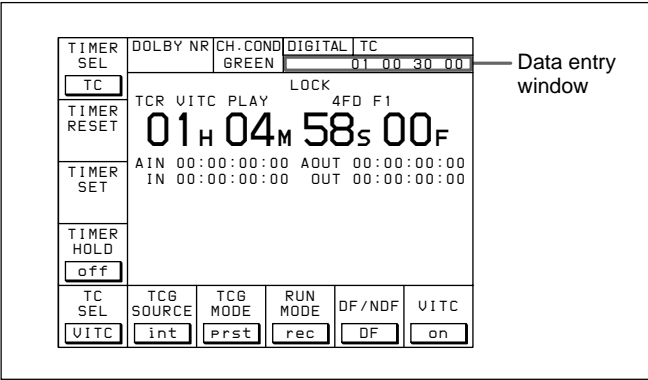 TIMER SEL
TC
DOLBY NR
CH.COND
GREEN
DIGITAL
TC
01 00 30 00
Data entry window
TIMER RESET
TIMER SET
TIMER HOLD
off
LOCK
TCR VITC PLAY 4FD F1
01H 04M 58S 00F
AIN 00:00:00:00 AOUT 00:00:00:00
IN 00:00:00:00 OUT 00:00:00:00
TC SEL
VITC
TCG SOURCE
int
TCG MODE
prst
RUN MODE
rec
DF/NDF
DF
VITC
on